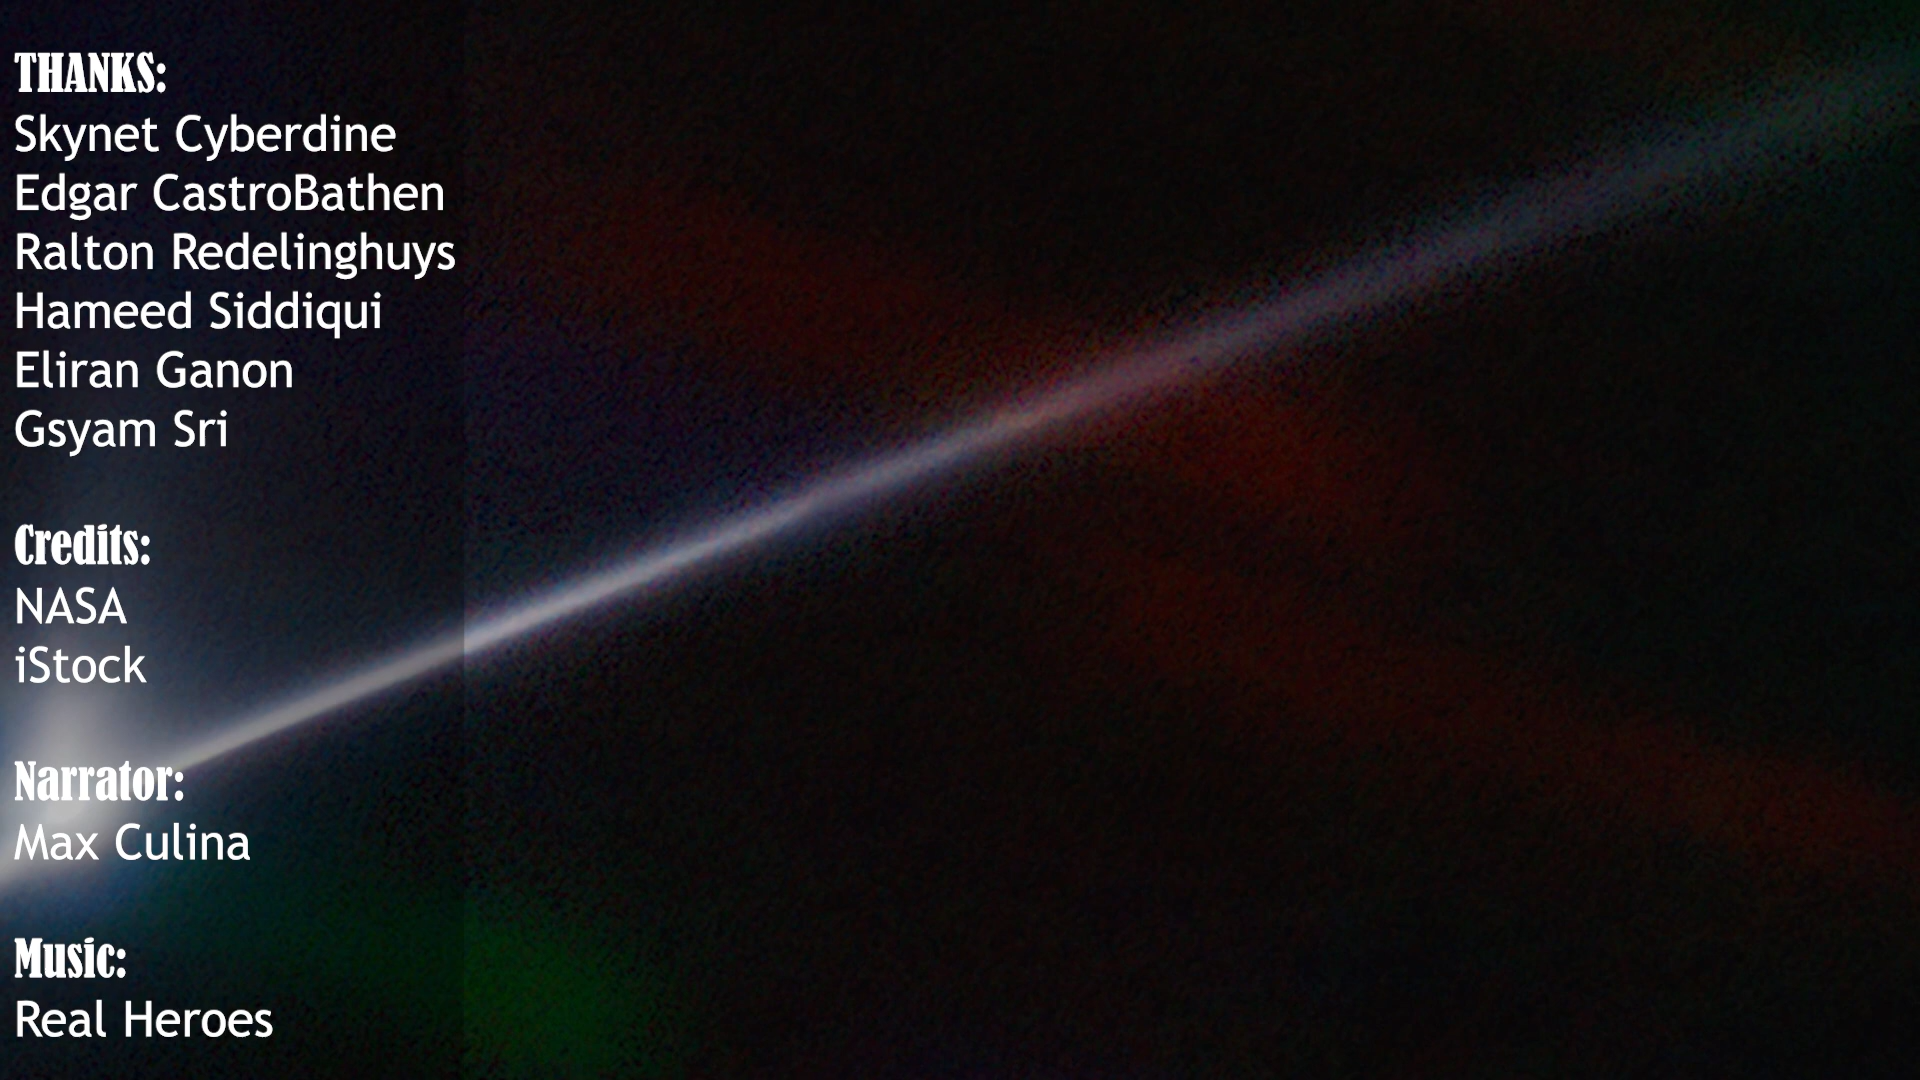 THANKS:
Skynet Cyberdine
Edgar CastroBathen
Ralton Redelinghuys
Hameed Siddiqui
Eliran Ganon
Gsyam Sri
Credits:
NASA
iStock
Narrator:
Max Culina
Music:
Real Heroes